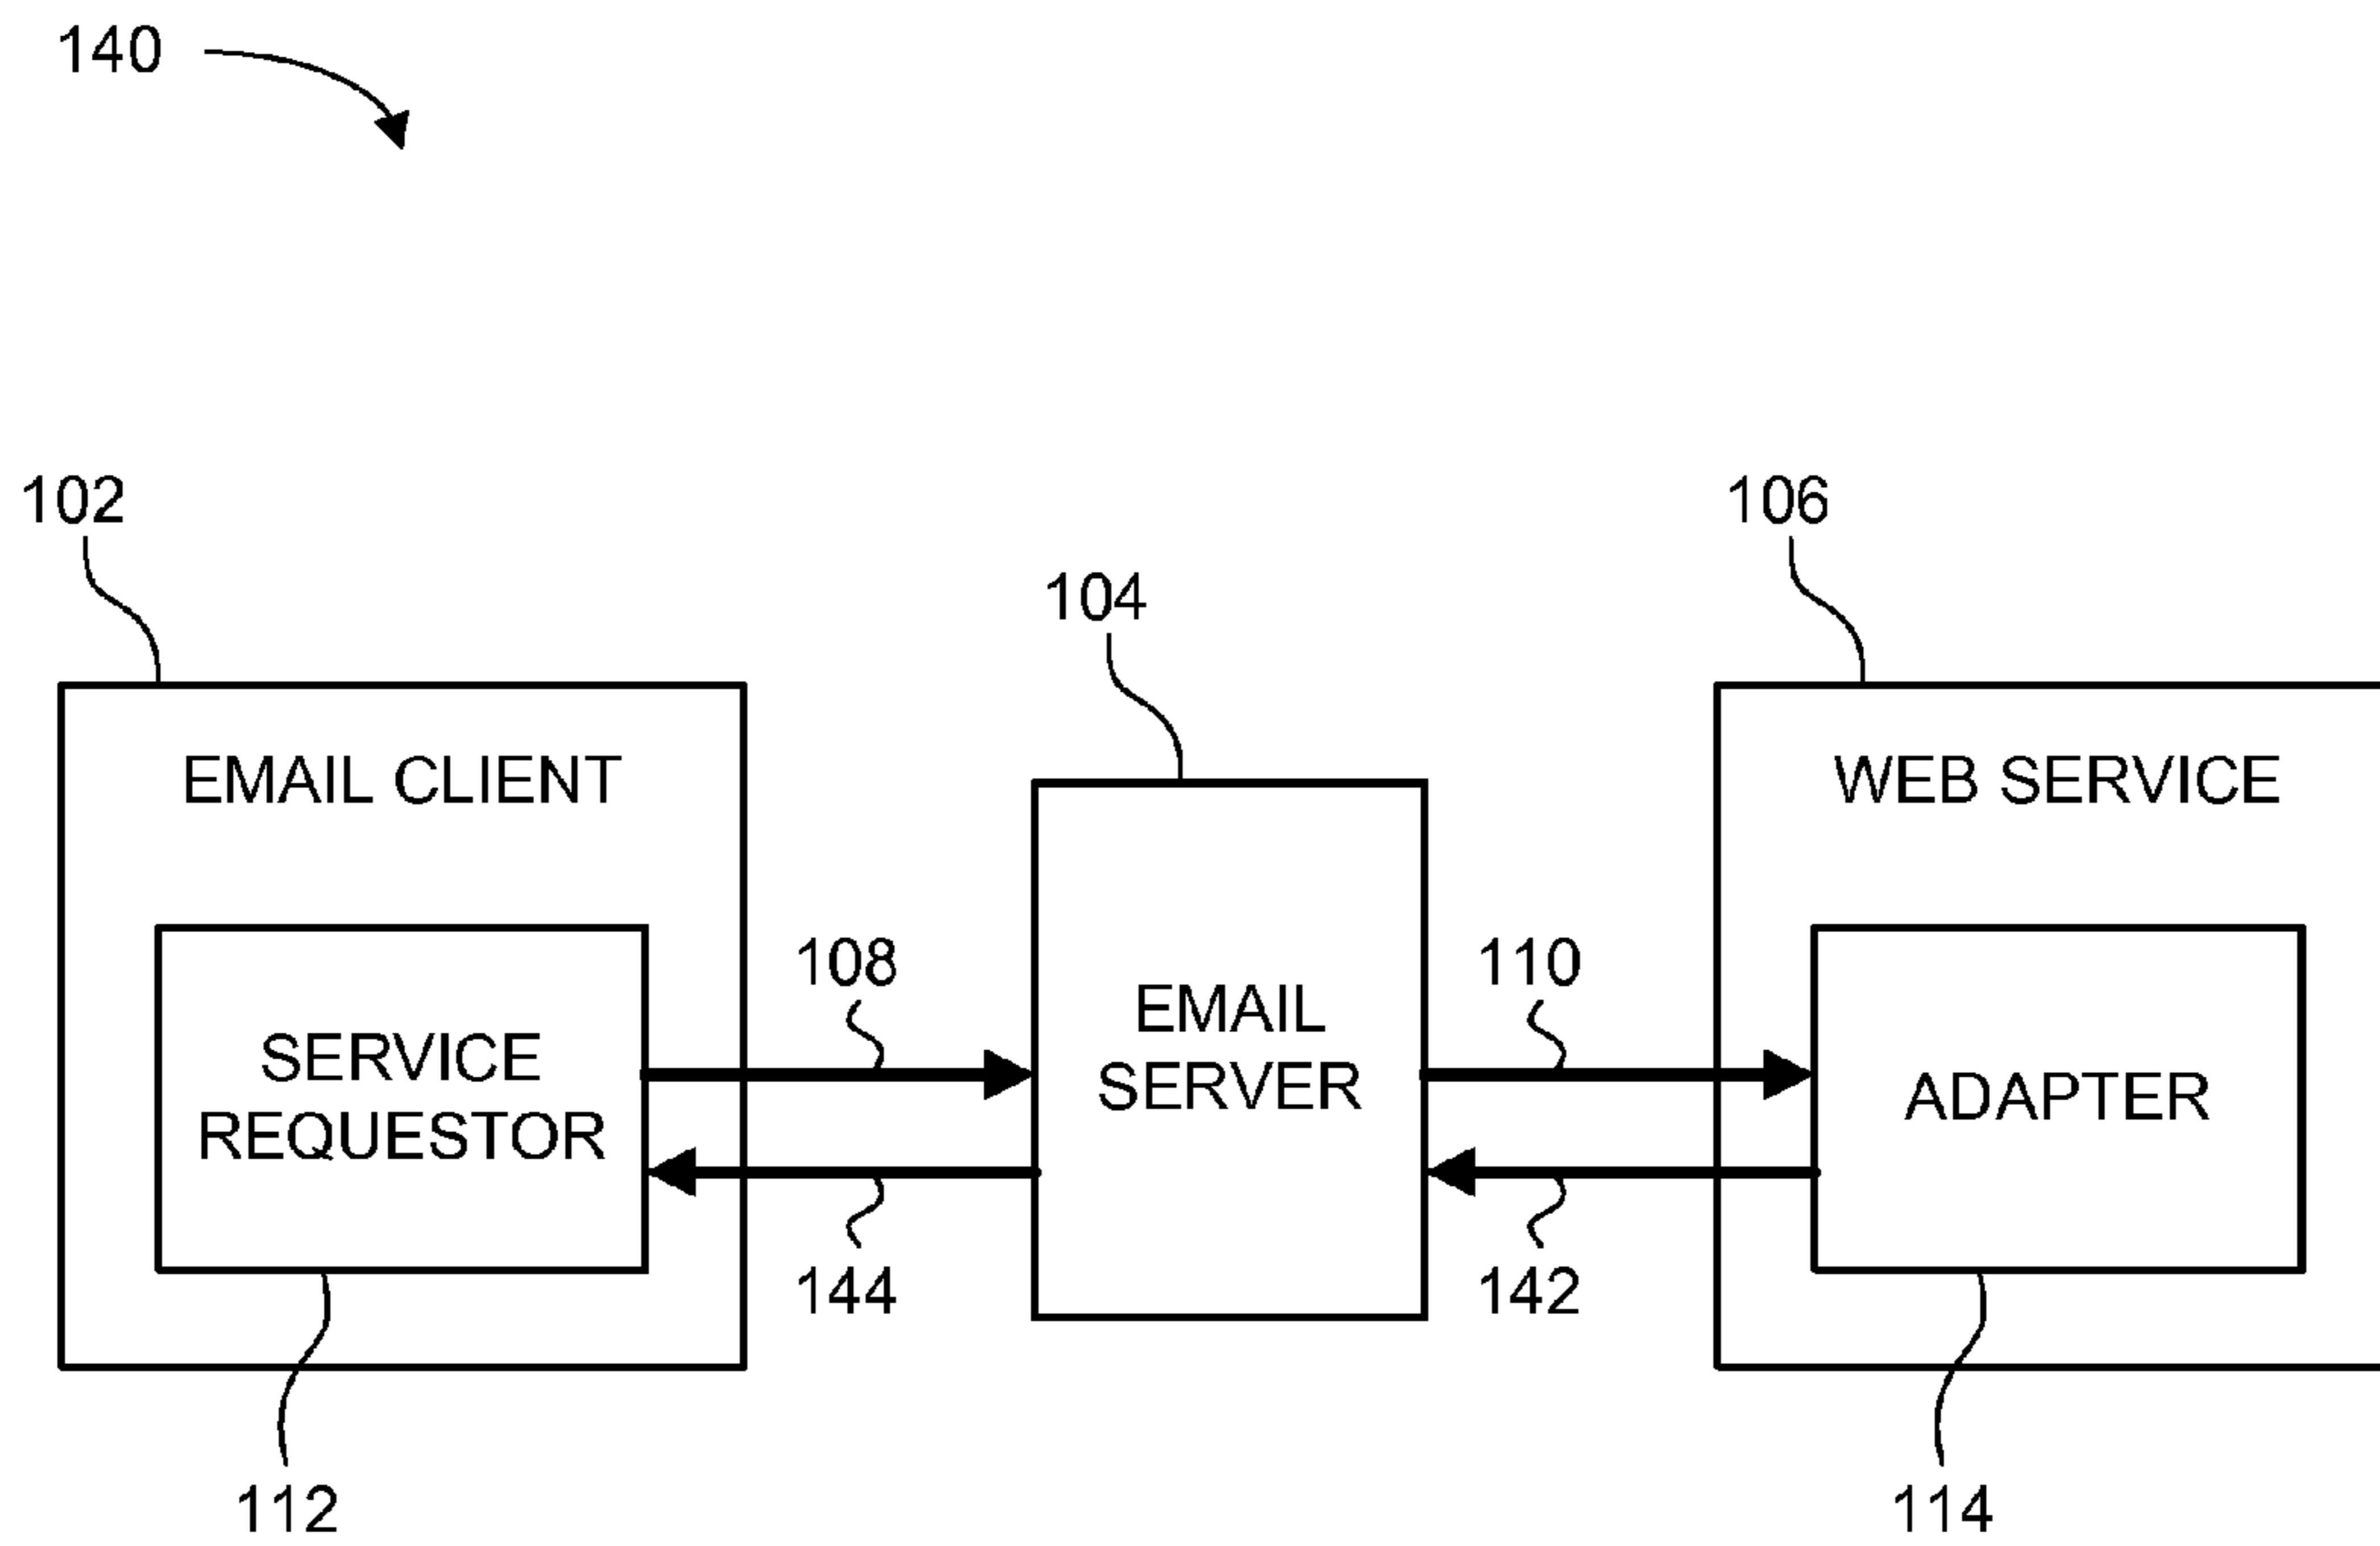 140
102
106
104
EMAIL CLIENT
WEB SERVICE
108
110
EMAIL
SERVER
SERVICE
REQUESTOR
ADAPTER
144
142
112
114